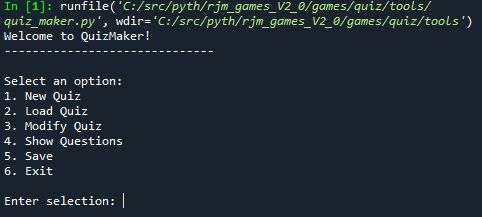 In [1]: runfile('C:/src/pyth/rjm_games_V2_0/games/quiz/tools/
quiz_maker.py', wdir='C:/src/pyth/rjm_games_V2_0/games/quiz/tools')
Welcome to QuizMaker!
------------------------------
Select an option:
1. New Quiz
2. Load Quiz
3. Modify Quiz
4. Show Questions
5. Save
6. Exit
Enter selection: